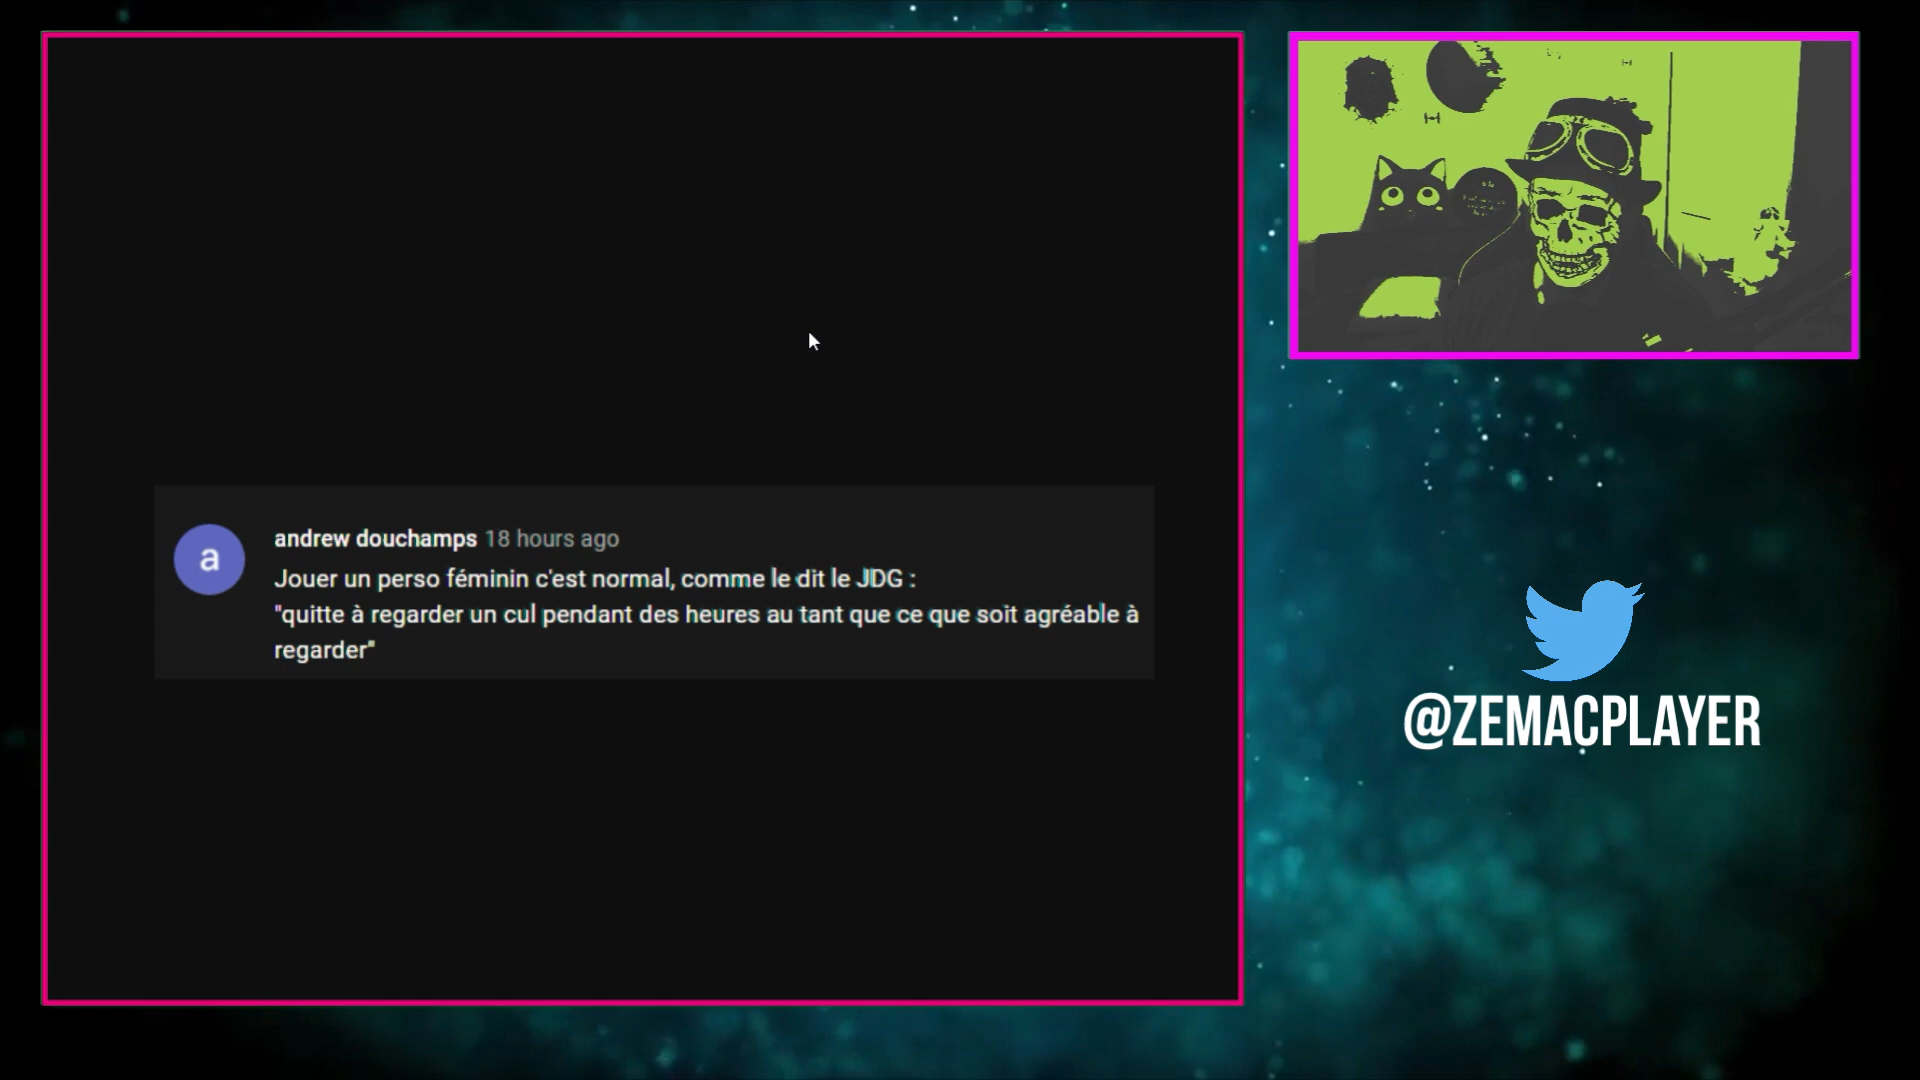 andrew douchamps 18 hours ago
a
Jouer un perso féminin c'est normal, comme le dit le JDG :
"quitte à regarder un cul pendant des heures au tant que ce que soit agréable à
regarder"
@ZEMACPLAYER